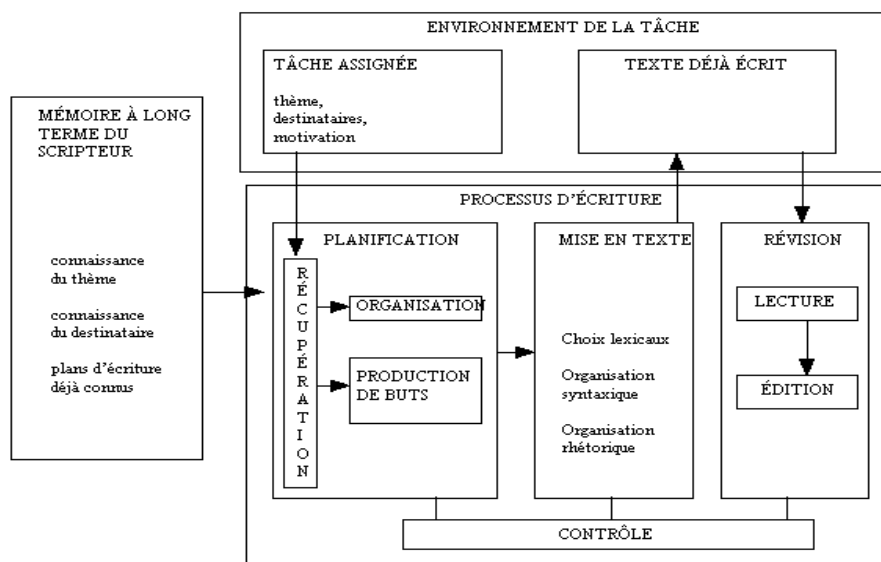 ENVIRONNEMENT DE LA TÂCHE
TÂCHE ASSIGNÉE
thème,
destinataires,
motivation
TEXTE DÉJÀ ÉCRIT
MÉMOIRE À LONG
TERME DU
SCRIPTEUR
connaissance
du thème
connaissance
du destinataire
plans d'écriture
déjà connus
PROCESSUS D'ÉCRITURE
PLANIFICATION
RÉCUPÉRATION
ORGANISATION
PRODUCTION
DE BUTS
MISE EN TEXTE
Choix lexicaux
Organisation
syntaxique
Organisation
rhétorique
RÉVISION
LECTURE
ÉDITION
CONTRÔLE